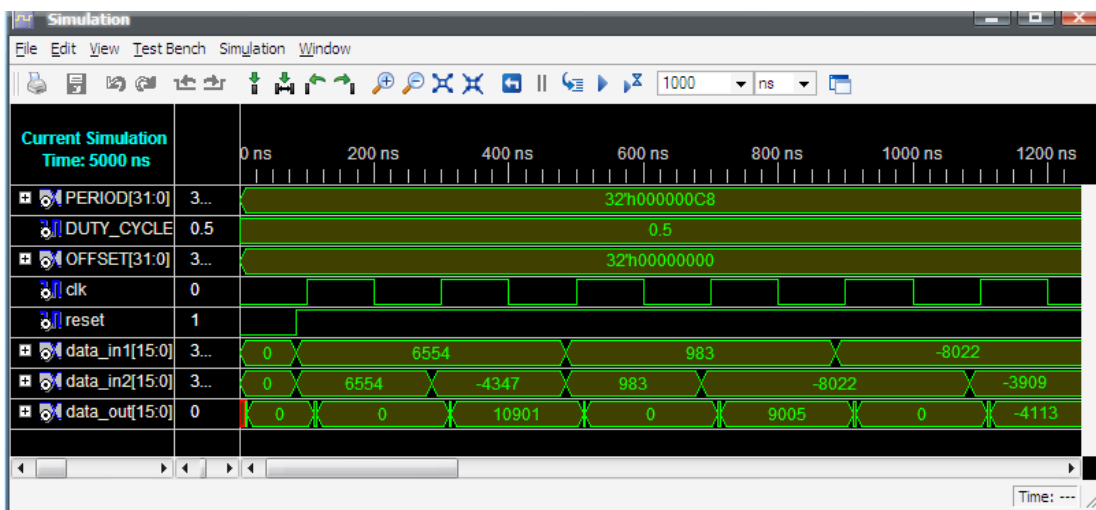 Simulation
File Edit View Test Bench Simulation Window
1000 ns
Current Simulation
Time: 5000 ns
0 ns 200 ns 400 ns 600 ns 800 ns 1000 ns 1200 ns
PERIOD[31:0] 3... 32'h000000C8
DUTY_CYCLE 0.5 0.5
OFFSET[31:0] 3... 32'h00000000
clk 0
reset 1
data_in1[15:0] 3... 0 6554 983 -8022
data_in2[15:0] 3... 0 6554 -4347 983 -8022 -3909
data_out[15:0] 0 0 0 10901 0 9005 0 -4113
Time: ---